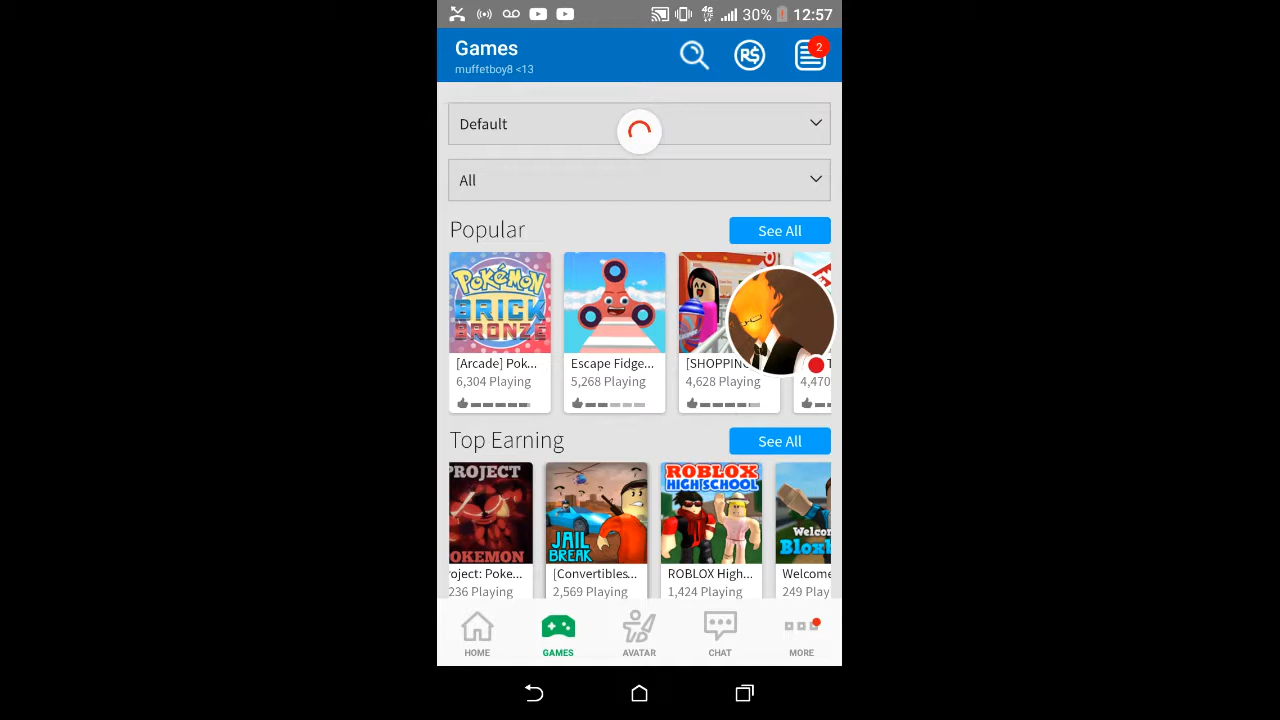 30% 12:57
Games
muffetboy8 <13
R$
2
Default
All
Popular
See All
POKéMON
BRICK
BRONZE
[Arcade] Pok...
Escape Fidge...
[SHOPPING
6,304 Playing
5,268 Playing
4,628 Playing
4,470
Top Earning
See All
PROJECT
POKEMON
JAIL
BREAK
ROBLOX
HIGH SCHOOL
Welcom
Bloxb
roject: Poke...
[Convertibles...
ROBLOX High...
Welcome
236 Playing
2,569 Playing
1,424 Playing
249 Play
HOME
GAMES
AVATAR
CHAT
MORE